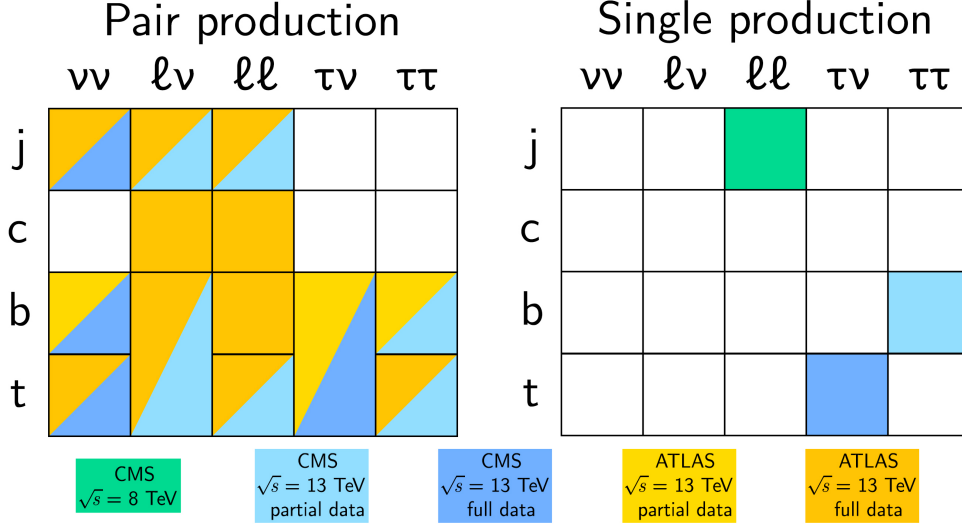 Pair production Single production
νν ℓν ℓℓ τν ττ νν ℓν ℓℓ τν ττ
j j
c c
b b
t t
CMS
√s = 8 TeV
CMS
√s = 13 TeV
partial data
CMS
√s = 13 TeV
full data
ATLAS
√s = 13 TeV
partial data
ATLAS
√s = 13 TeV
full data